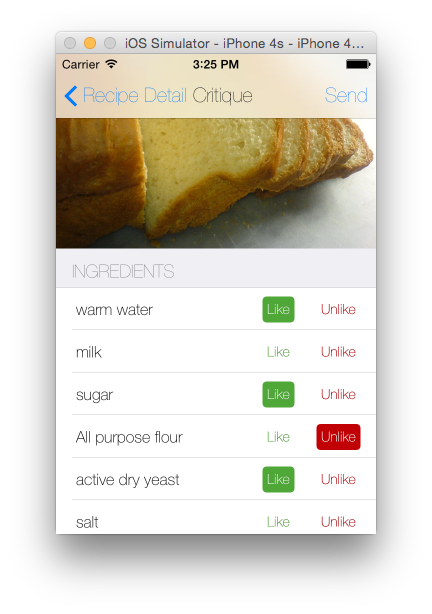 iOS Simulator - iPhone 4s - iPhone 4...
Carrier 3:25 PM
Recipe Detail Critique Send
INGREDIENTS
warm water Like Unlike
milk Like Unlike
sugar Like Unlike
All purpose flour Like Unlike
active dry yeast Like Unlike
salt Like Unlike